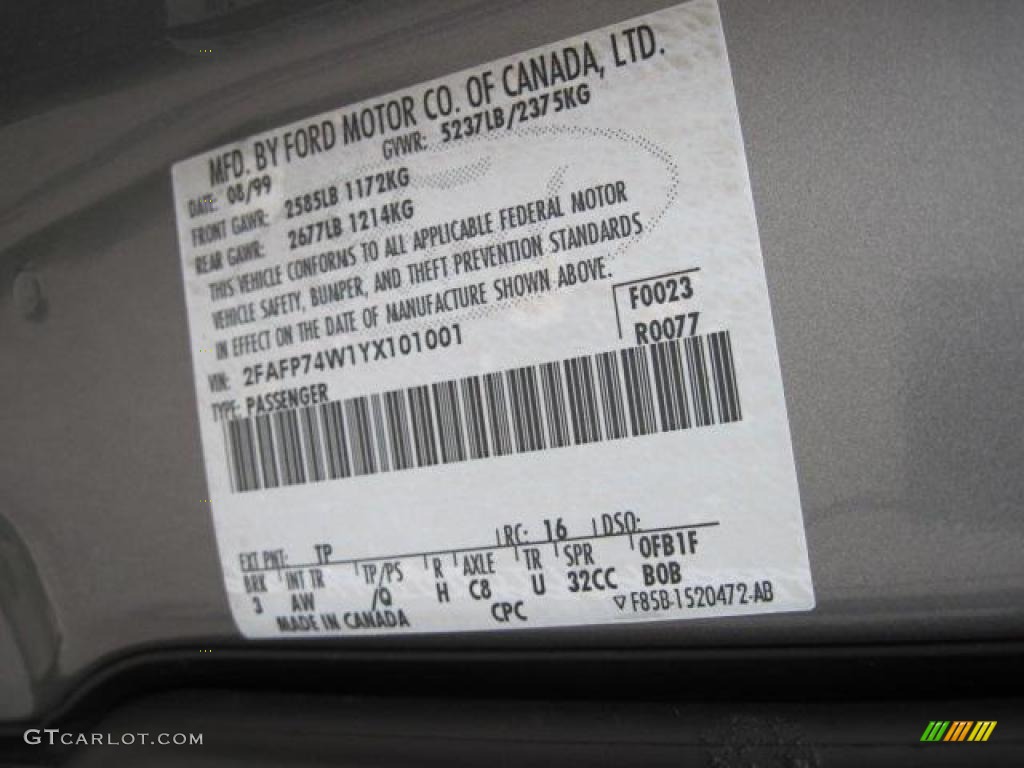 MFD. BY FORD MOTOR CO. OF CANADA, LTD.
DATE: 08/99 GVWR: 5237LB/2375KG
FRONT GAWR: 2585LB 1172KG
REAR GAWR: 2677LB 1214KG
THIS VEHICLE CONFORMS TO ALL APPLICABLE FEDERAL MOTOR
VEHICLE SAFETY, BUMPER, AND THEFT PREVENTION STANDARDS
IN EFFECT ON THE DATE OF MANUFACTURE SHOWN ABOVE.
VIN: 2FAFP74W1YX101001 F0023
TYPE: PASSENGER R0077
EXT PNT: TP RC: 16 DSO:
BRK INT TR TP/PS R AXLE TR SPR 0FB1F
3 AW /Q H C8 U 32CC B0B
MADE IN CANADA CPC ▽F85B-1520472-AB
GTCARLOT.COM